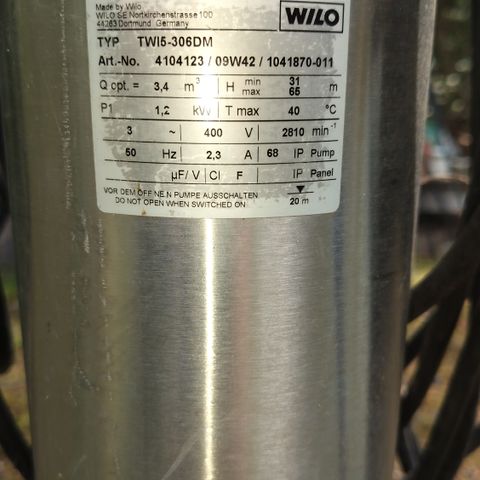 Made by Wilo
WILO SE Nortkirchenstrasse 100
44263 Dortmund Germany
WILO
TYP TWI5-306DM
Art.-No. 4104123 / 09W42 / 1041870-011
Q opt. = 3,4 m³ H min max 31 65 m
P1 1,2 kW T max 40 °C
3 ~ 400 V 2810 min⁻¹
50 Hz 2,3 A 68 IP Pump
µF/ V Cl F IP Panel
VOR DEM ÖFFNEN PUMPE AUSSCHALTEN
DO NOT OPEN WHEN SWITCHED ON
20 m